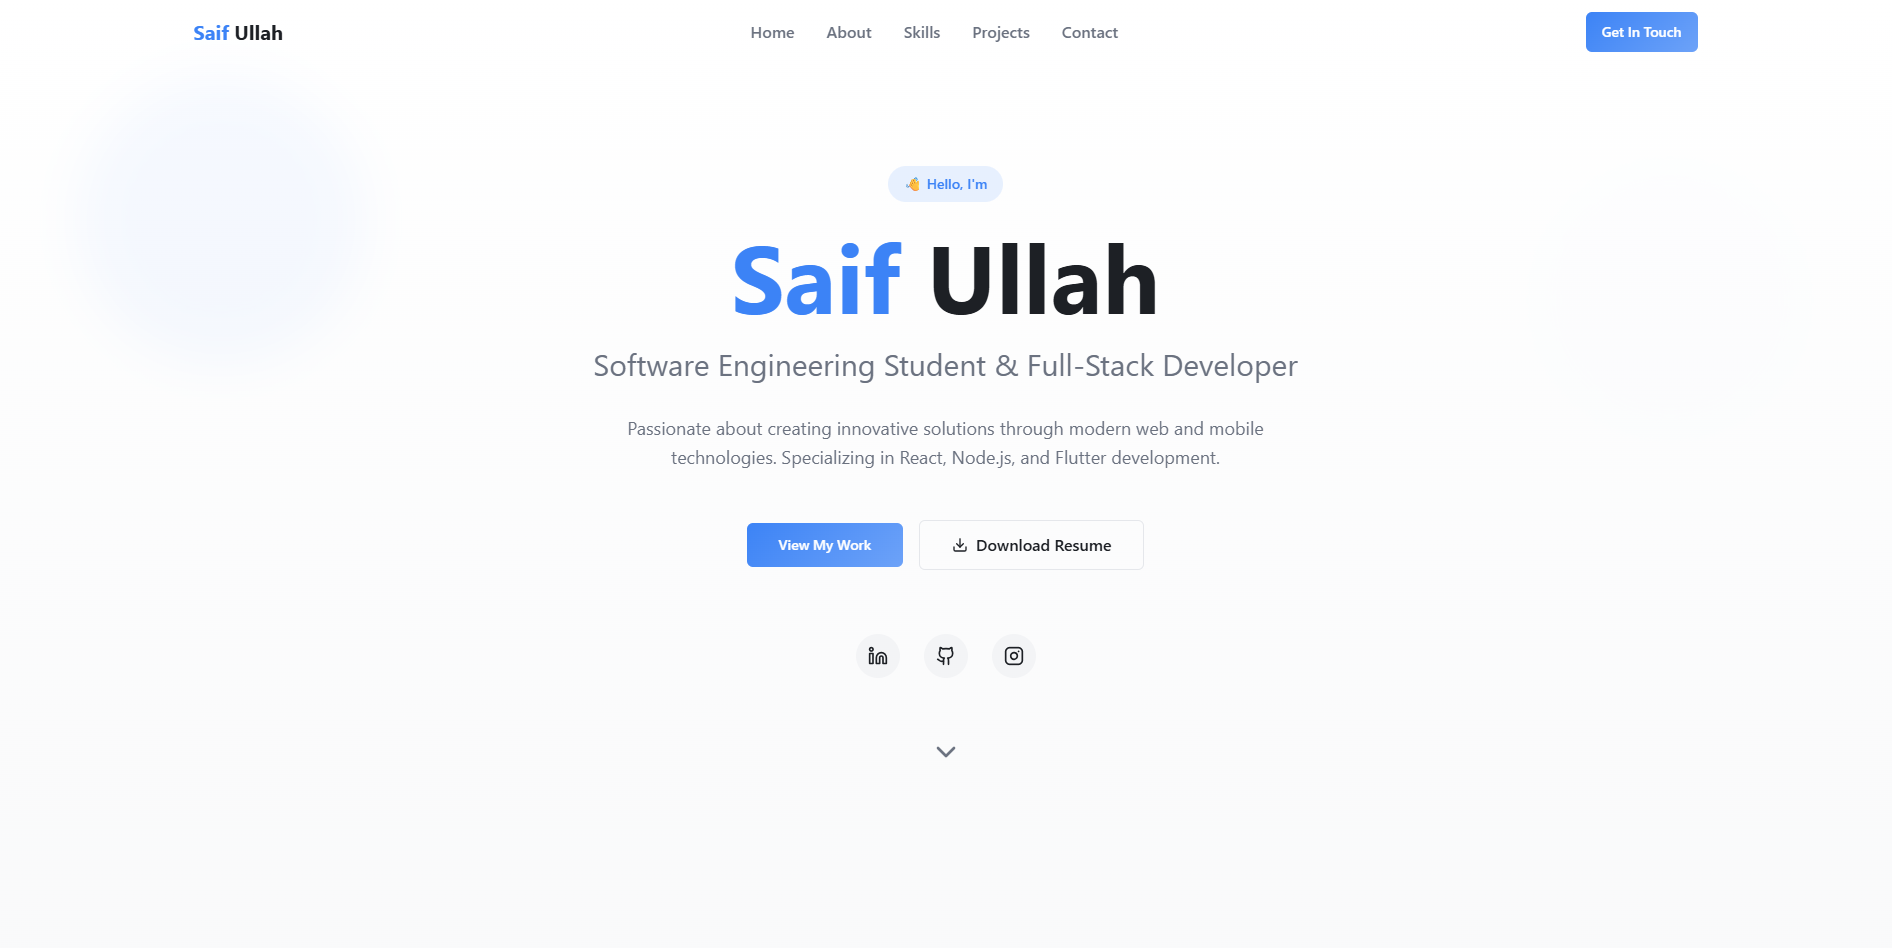 Saif Ullah
Home About Skills Projects Contact
Get In Touch
👋 Hello, I'm
Saif Ullah
Software Engineering Student & Full-Stack Developer
Passionate about creating innovative solutions through modern web and mobile
technologies. Specializing in React, Node.js, and Flutter development.
View My Work
Download Resume